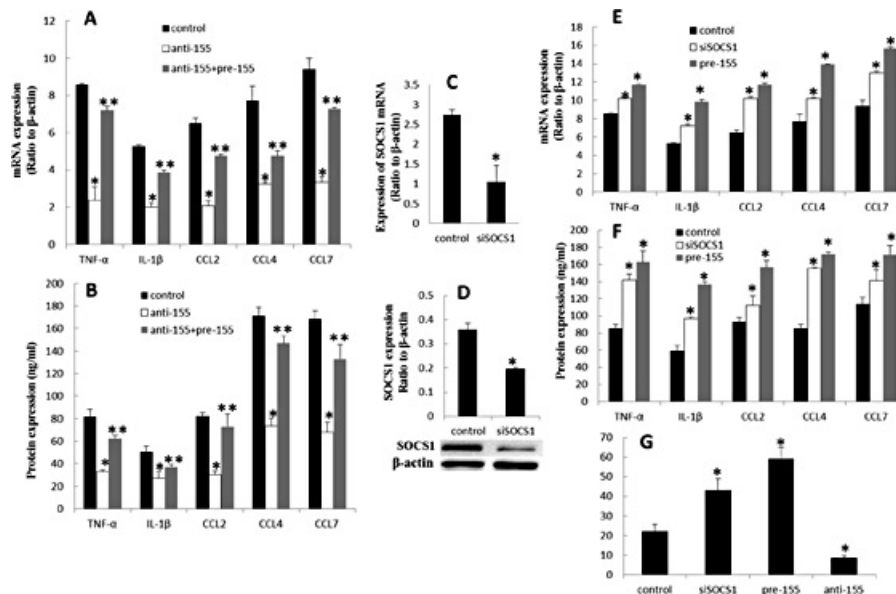 A
control
anti-155
anti-155+pre-155
mRNA expression
(Ratio to β-actin)
12
10
8
6
4
2
0
** ** ** ** **
* * * * *
TNF-α IL-1β CCL2 CCL4 CCL7
B
control
anti-155
anti-155+pre-155
Protein expression (ng/ml)
200
180
160
140
120
100
80
60
40
20
0
** ** ** ** **
* * * * *
TNF-α IL-1β CCL2 CCL4 CCL7
C
Expression of SOCS1 mRNA
(Ratio to β-actin)
3.5
3
2.5
2
1.5
1
0.5
0
*
control siSOCS1
D
SOCS1 expression
Ratio to β-actin
0.5
0.4
0.3
0.2
0.1
0
*
control siSOCS1
SOCS1
β-actin
E
control
siSOCS1
pre-155
mRNA expression
(Ratio to β-actin)
18
16
14
12
10
8
6
4
2
0
* * * * * * * * * *
TNF-α IL-1β CCL2 CCL4 CCL7
F
control
siSOCS1
pre-155
Protein expression (ng/ml)
200
180
160
140
120
100
80
60
40
20
0
* * * * * * * * * *
TNF-α IL-1β CCL2 CCL4 CCL7
G
70
60
50
40
30
20
10
0
* * *
control siSOCS1 pre-155 anti-155